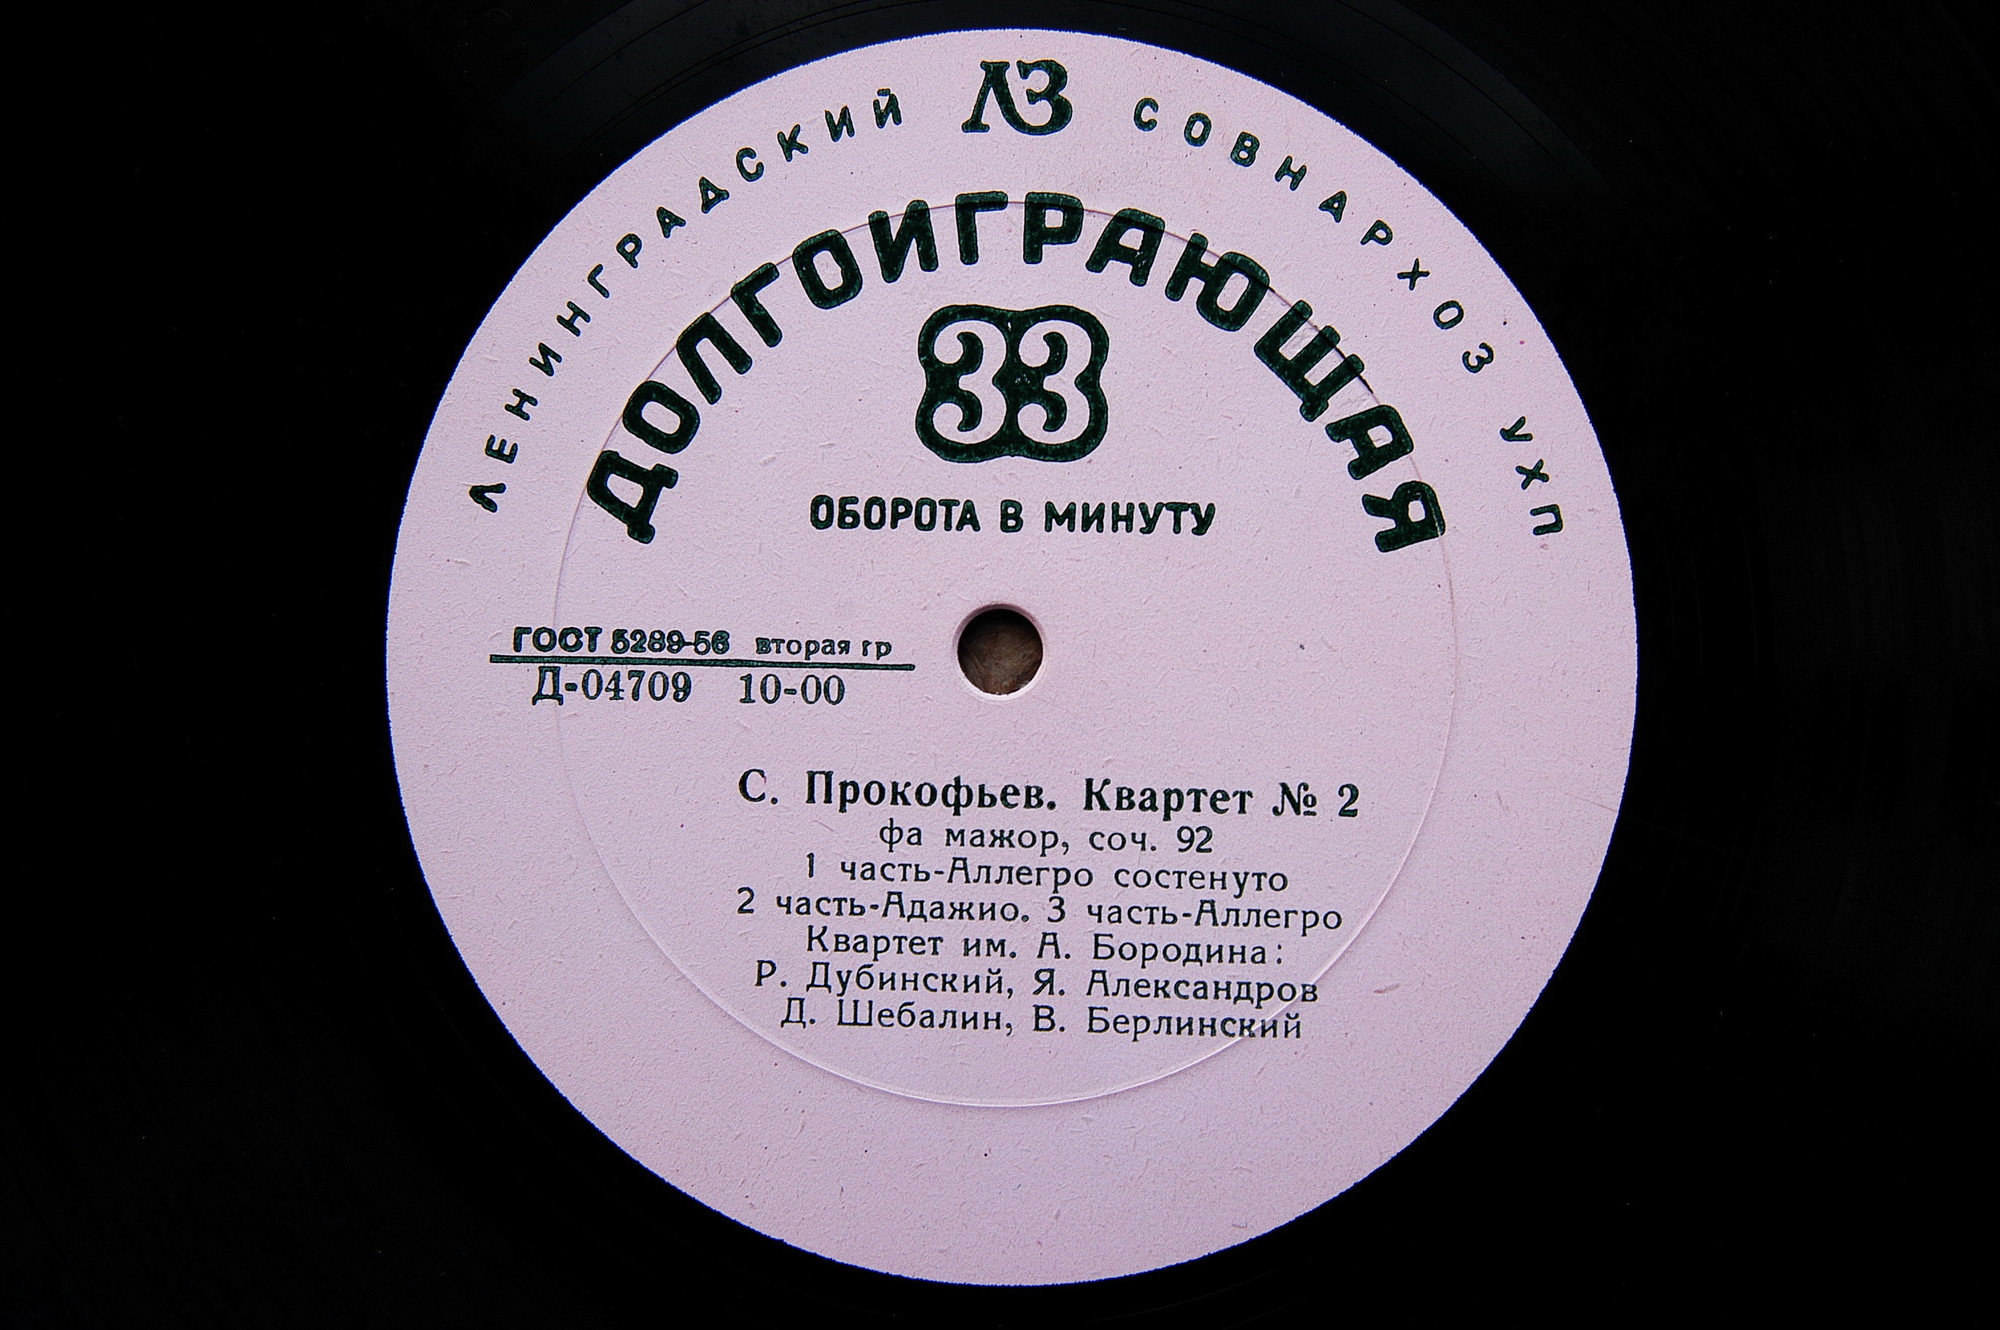 ЛЕНИНГРАДСКИЙ ЛЗ СОВНАРХОЗ УХП
ДОЛГОИГРАЮЩАЯ
33
ОБОРОТА В МИНУТУ
ГОСТ 5289-56 вторая гр
Д-04709 10-00
С. Прокофьев. Квартет № 2
фа мажор, соч. 92
1 часть-Аллегро состенуто
2 часть-Адажио. 3 часть-Аллегро
Квартет им. А. Бородина:
Р. Дубинский, Я. Александров
Д. Шебалин, В. Берлинский